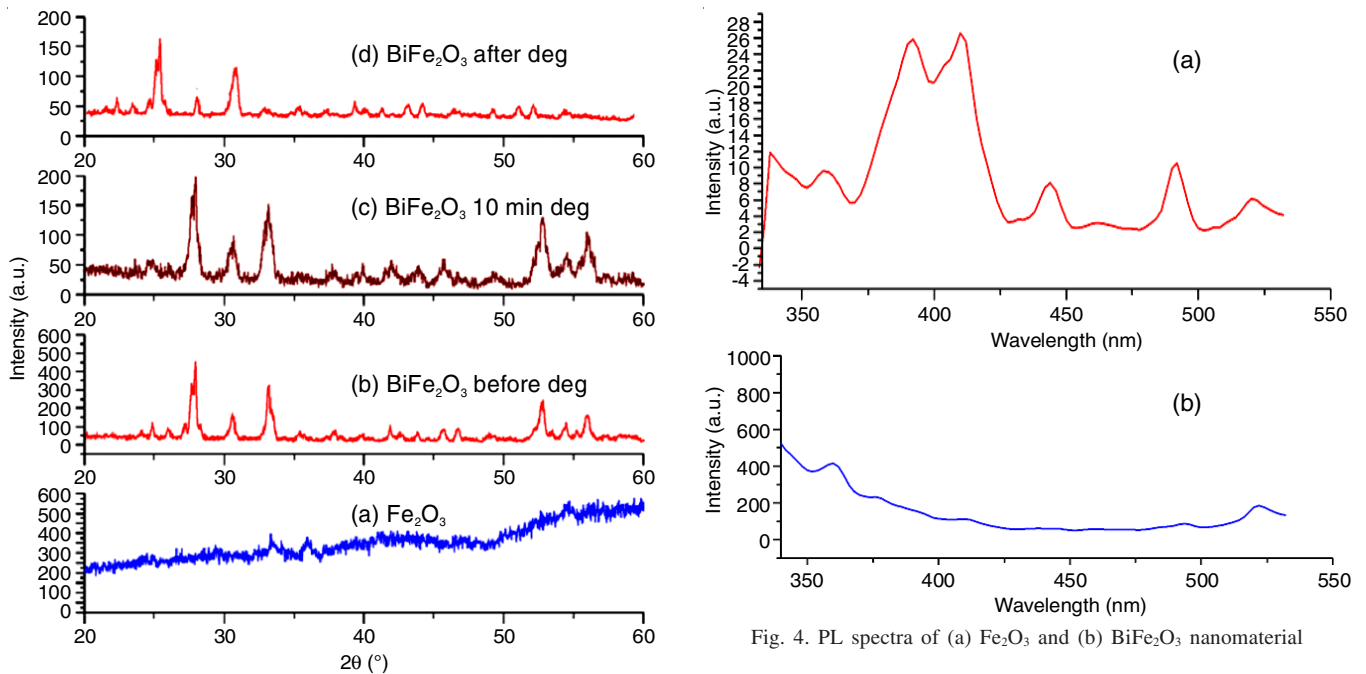 Intensity (a.u.)
200
150
100
50
0
(d) BiFe₂O₃ after deg
20 30 40 50 60
200
150
100
50
0
(c) BiFe₂O₃ 10 min deg
20 30 40 50 60
600
500
400
300
200
100
0
(b) BiFe₂O₃ before deg
20 30 40 50 60
600
500
400
300
200
100
0
(a) Fe₂O₃
20 30 40 50 60
2θ (°)
Intensity (a.u.)
28
26
24
22
20
18
16
14
12
10
8
6
4
2
0
-2
-4
(a)
350 400 450 500 550
Wavelength (nm)
Intensity (a.u.)
1000
800
600
400
200
0
(b)
350 400 450 500 550
Wavelength (nm)
Fig. 4. PL spectra of (a) Fe₂O₃ and (b) BiFe₂O₃ nanomaterial